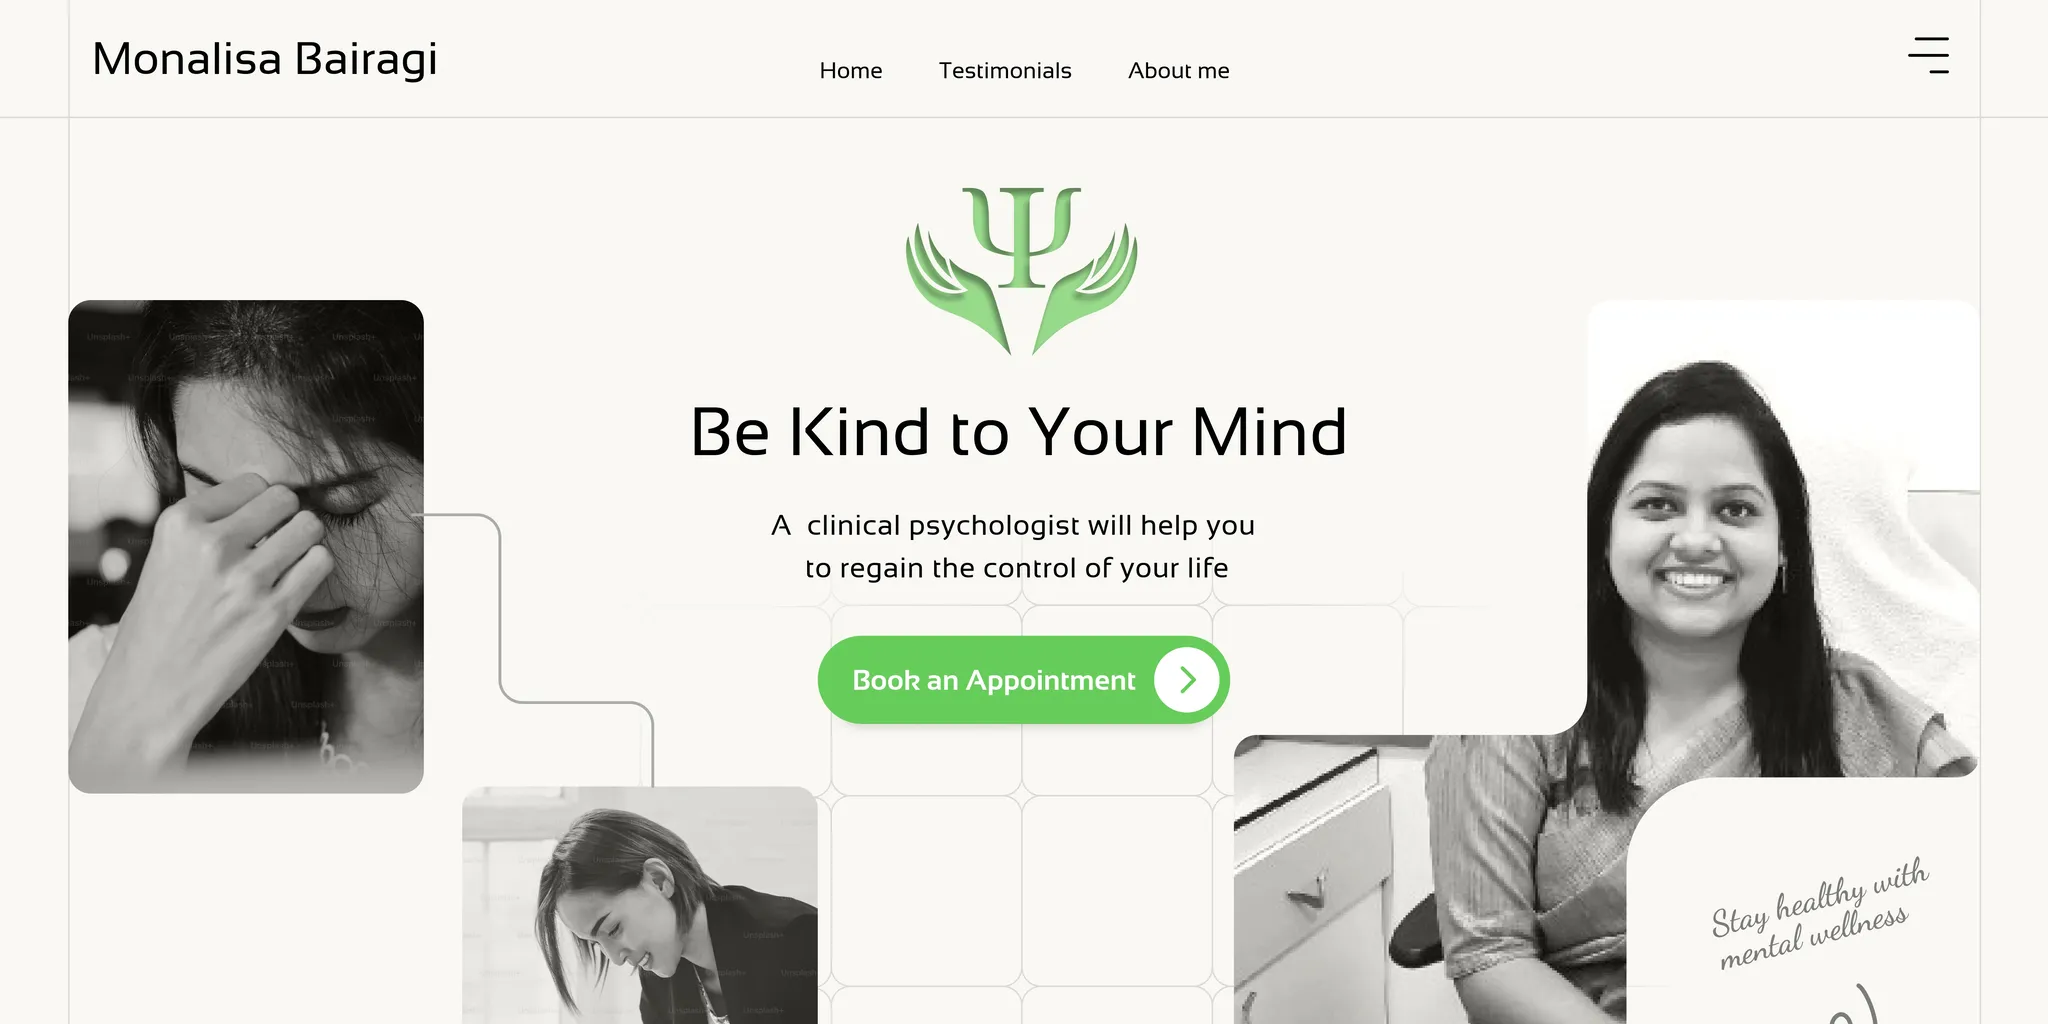 Monalisa Bairagi
Home Testimonials About me
Ψ
Be Kind to Your Mind
A clinical psychologist will help you
to regain the control of your life
Book an Appointment
Stay healthy with
mental wellness
Unsplash+